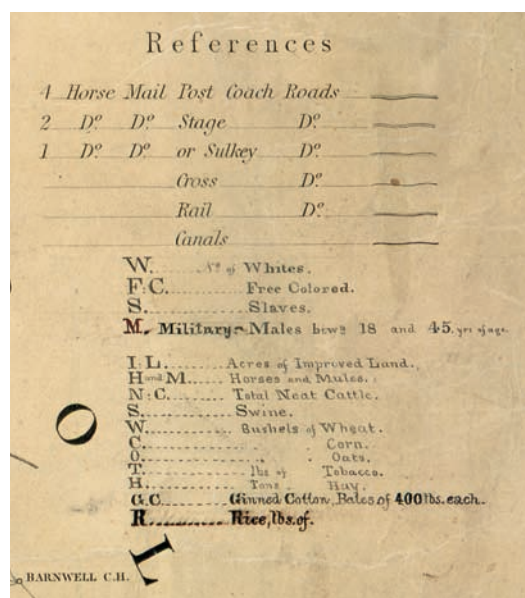 References
4 Horse Mail Post Coach Roads
2 Dº Dº Stage Dº
1 Dº Dº or Sulkey Dº
Cross Dº
Rail Dº
Canals
W........Nº of Whites.
F:C..........Free Colored.
S............Slaves.
M. Military-Males betwn 18 and 45 yrs of age.
I:L.......Acres of Improved Land.
H and M......Horses and Mules.
N:C........Total Neat Cattle.
S............Swine.
W............Bushels of Wheat.
C............ " Corn.
O............ " Oats.
T............lbs of Tobacco.
H............Tons Hay.
G.C..........Ginned Cotton, Bales of 400 lbs. each.
R............Rice, lbs. of.
O
L
BARNWELL C.H.